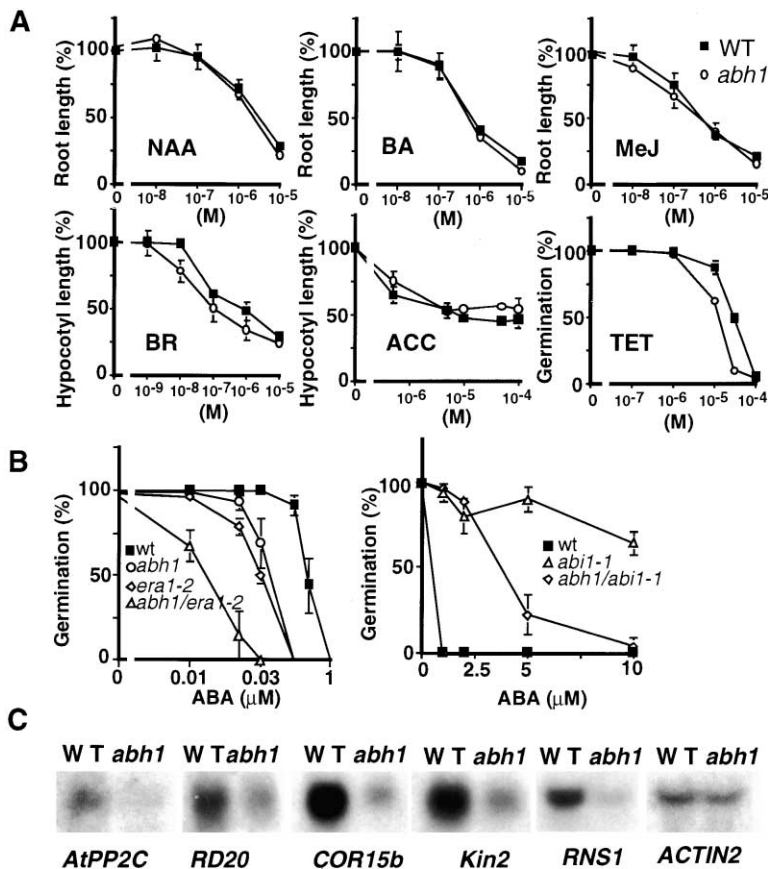 A
Root length (%)
100
50
25
0
NAA
0 10-8 10-7 10-6 10-5
(M)
Root length (%)
100
50
25
0
BA
0 10-8 10-7 10-6 10-5
(M)
Root length (%)
100
50
25
0
MeJ
0 10-8 10-7 10-6 10-5
(M)
WT
abh1
Hypocotyl length (%)
100
50
25
0
BR
0 10-9 10-8 10-7 10-6 10-5
(M)
Hypocotyl length (%)
100
50
0
ACC
0 10-6 10-5 10-4
(M)
Germination (%)
100
50
0
TET
0 10-7 10-6 10-5 10-4
(M)
B
Germination (%)
100
50
0
wt
abh1
era1-2
abh1/era1-2
0 0.01 0.03 1
ABA (μM)
Germination (%)
100
50
0
wt
abi1-1
abh1/abi1-1
0 2.5 5 10
ABA (μM)
C
W T abh1 W T abh1 W T abh1 W T abh1 W T abh1 W T abh1
AtPP2C RD20 COR15b Kin2 RNS1 ACTIN2